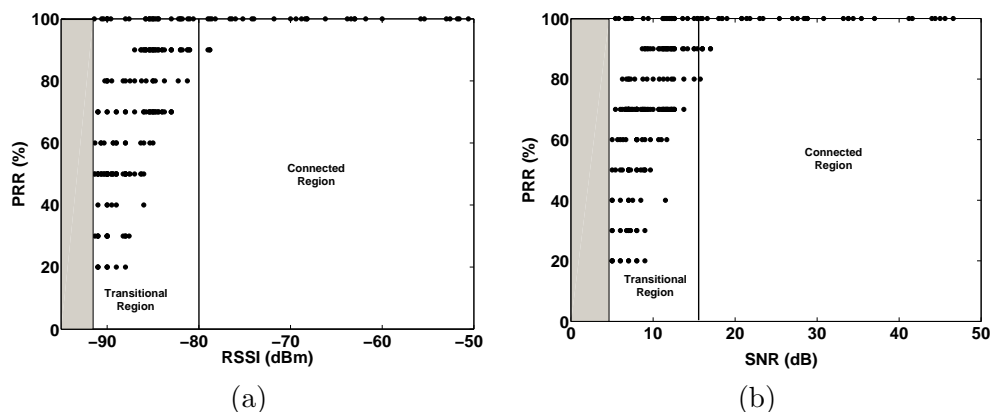 100
80
60
40
20
0
PRR (%)
Connected
Region
Transitional
Region
−90
−80
−70
−60
−50
RSSI (dBm)
(a)
100
80
60
40
20
0
PRR (%)
Connected
Region
Transitional
Region
0
10
20
30
40
50
SNR (dB)
(b)